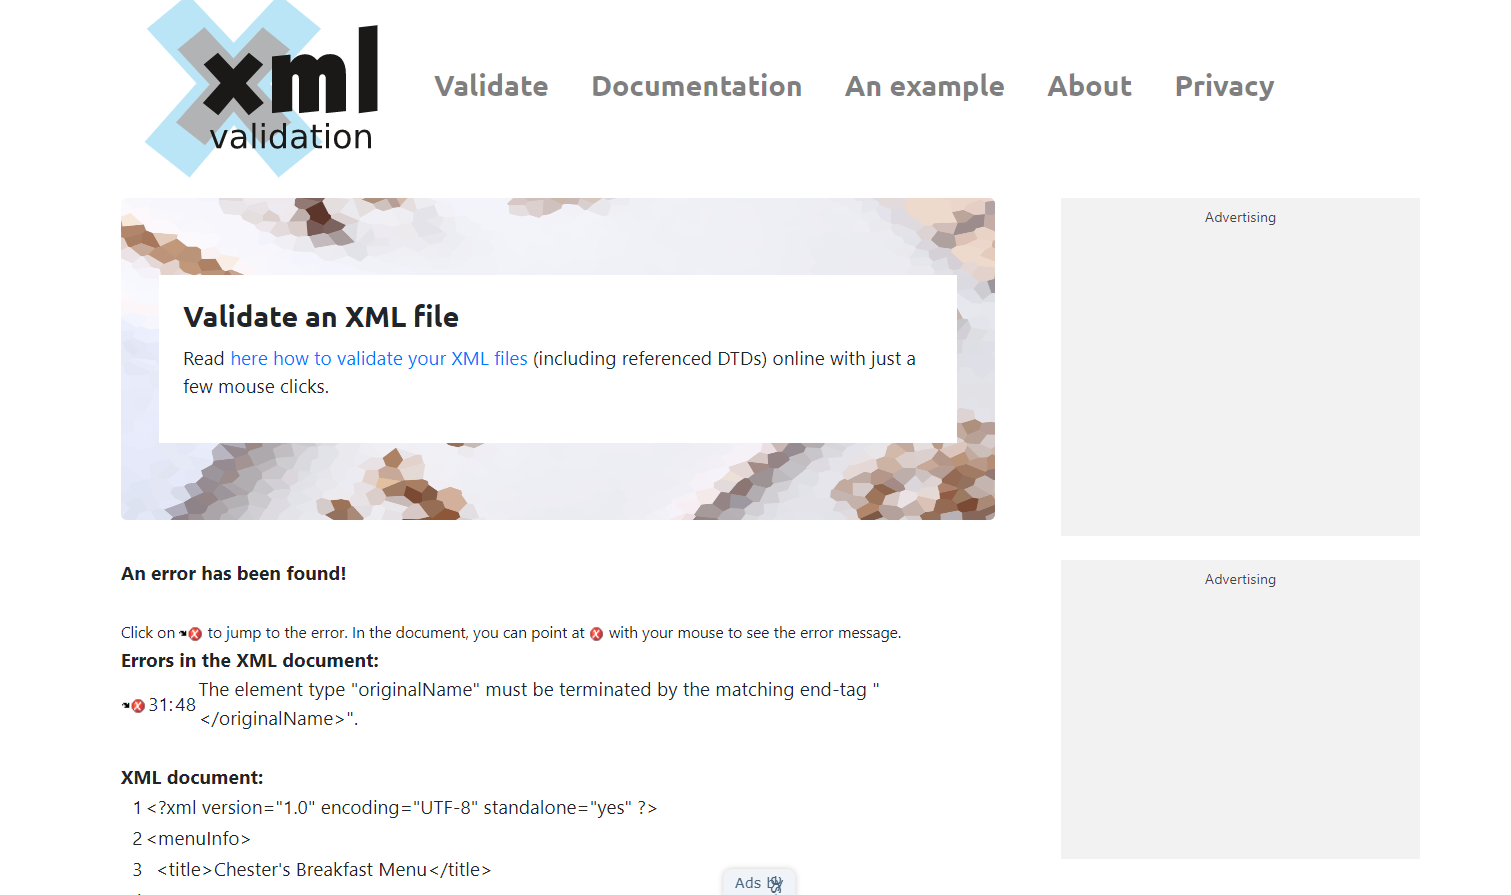 xml
validation
Validate
Documentation
An example
About
Privacy
Validate an XML file
Read here how to validate your XML files (including referenced DTDs) online with just a
few mouse clicks.
Advertising
Advertising
An error has been found!
Click on to jump to the error. In the document, you can point at with your mouse to see the error message.
Errors in the XML document:
31:48 The element type "originalName" must be terminated by the matching end-tag "
</originalName>".
XML document:
1 <?xml version="1.0" encoding="UTF-8" standalone="yes" ?>
2 <menuInfo>
3 <title>Chester's Breakfast Menu</title>
Ads by